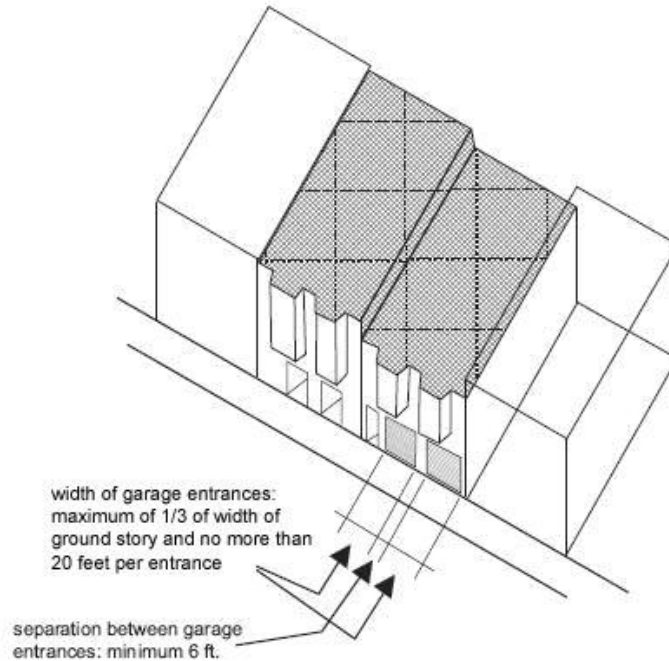 width of garage entrances:
maximum of 1/3 of width of
ground story and no more than
20 feet per entrance
separation between garage
entrances: minimum 6 ft.